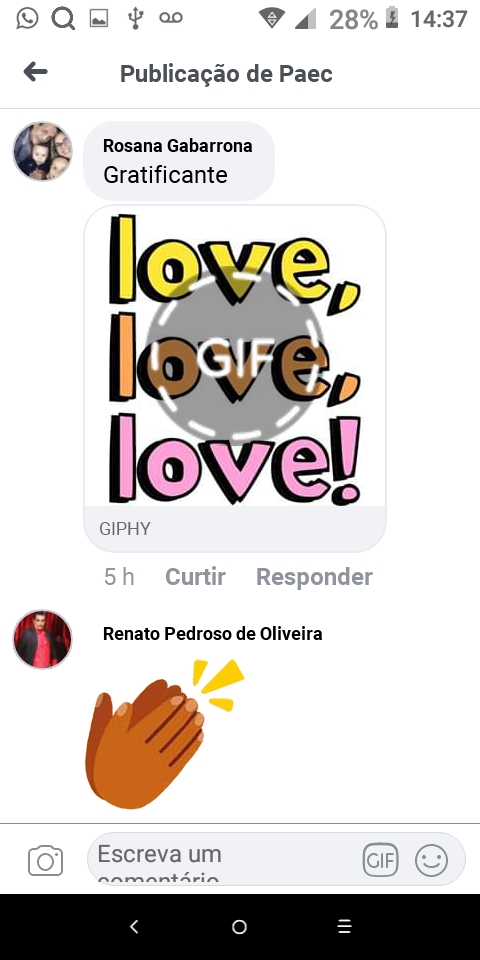 28% 14:37
Publicação de Paec
Rosana Gabarrona
Gratificante
love,
love,
love!
GIF
GIPHY
5 h Curtir Responder
Renato Pedroso de Oliveira
Escreva um
comentário
GIF